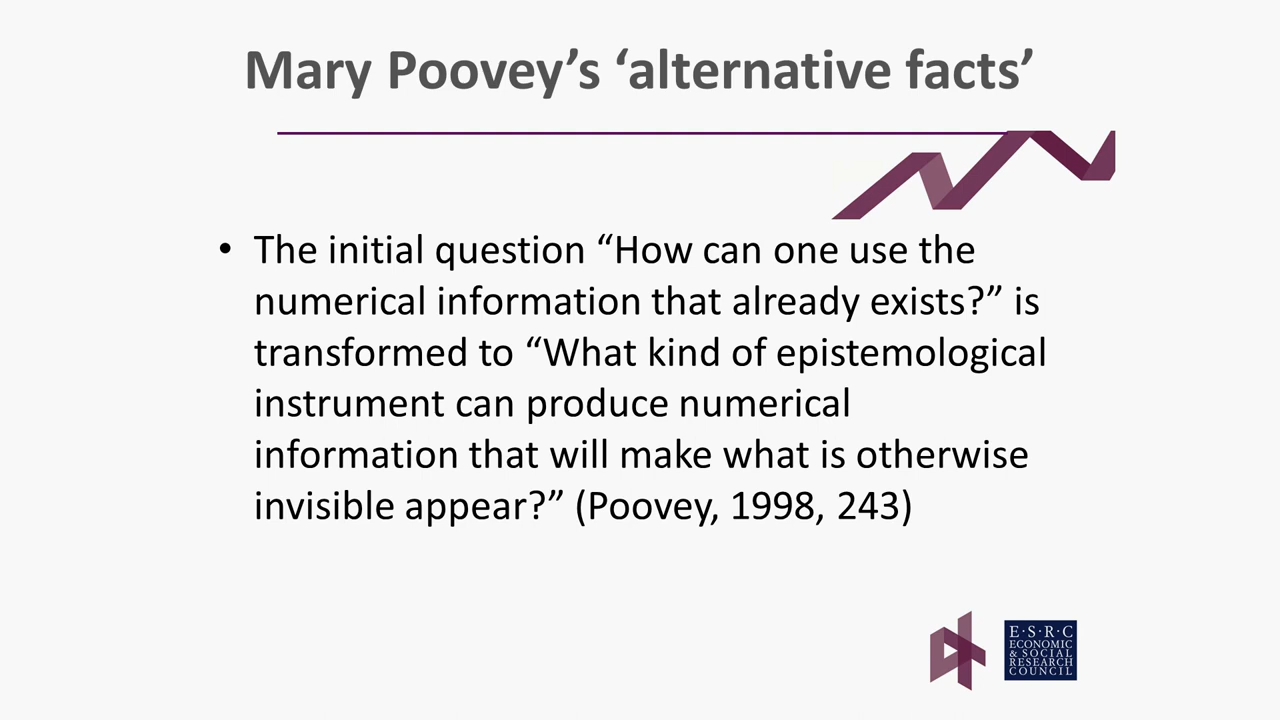 Mary Poovey’s ‘alternative facts’
• The initial question “How can one use the
numerical information that already exists?” is
transformed to “What kind of epistemological
instrument can produce numerical
information that will make what is otherwise
invisible appear?” (Poovey, 1998, 243)
E·S·R·C
ECONOMIC
& SOCIAL
RESEARCH
COUNCIL